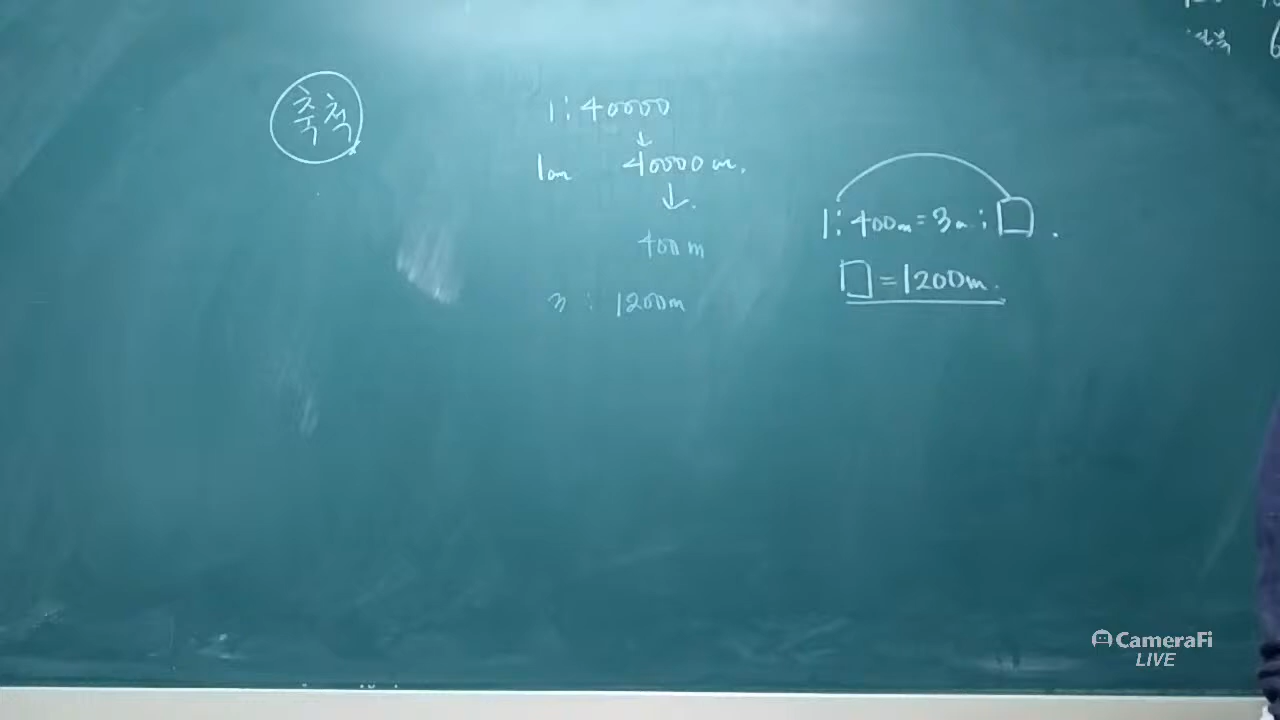 축척
1:40000
↓
1cm 40000cm.
↓.
400m
3 : 1200m
1:400m=3cm:□.
□=1200m.
CameraFi
LIVE